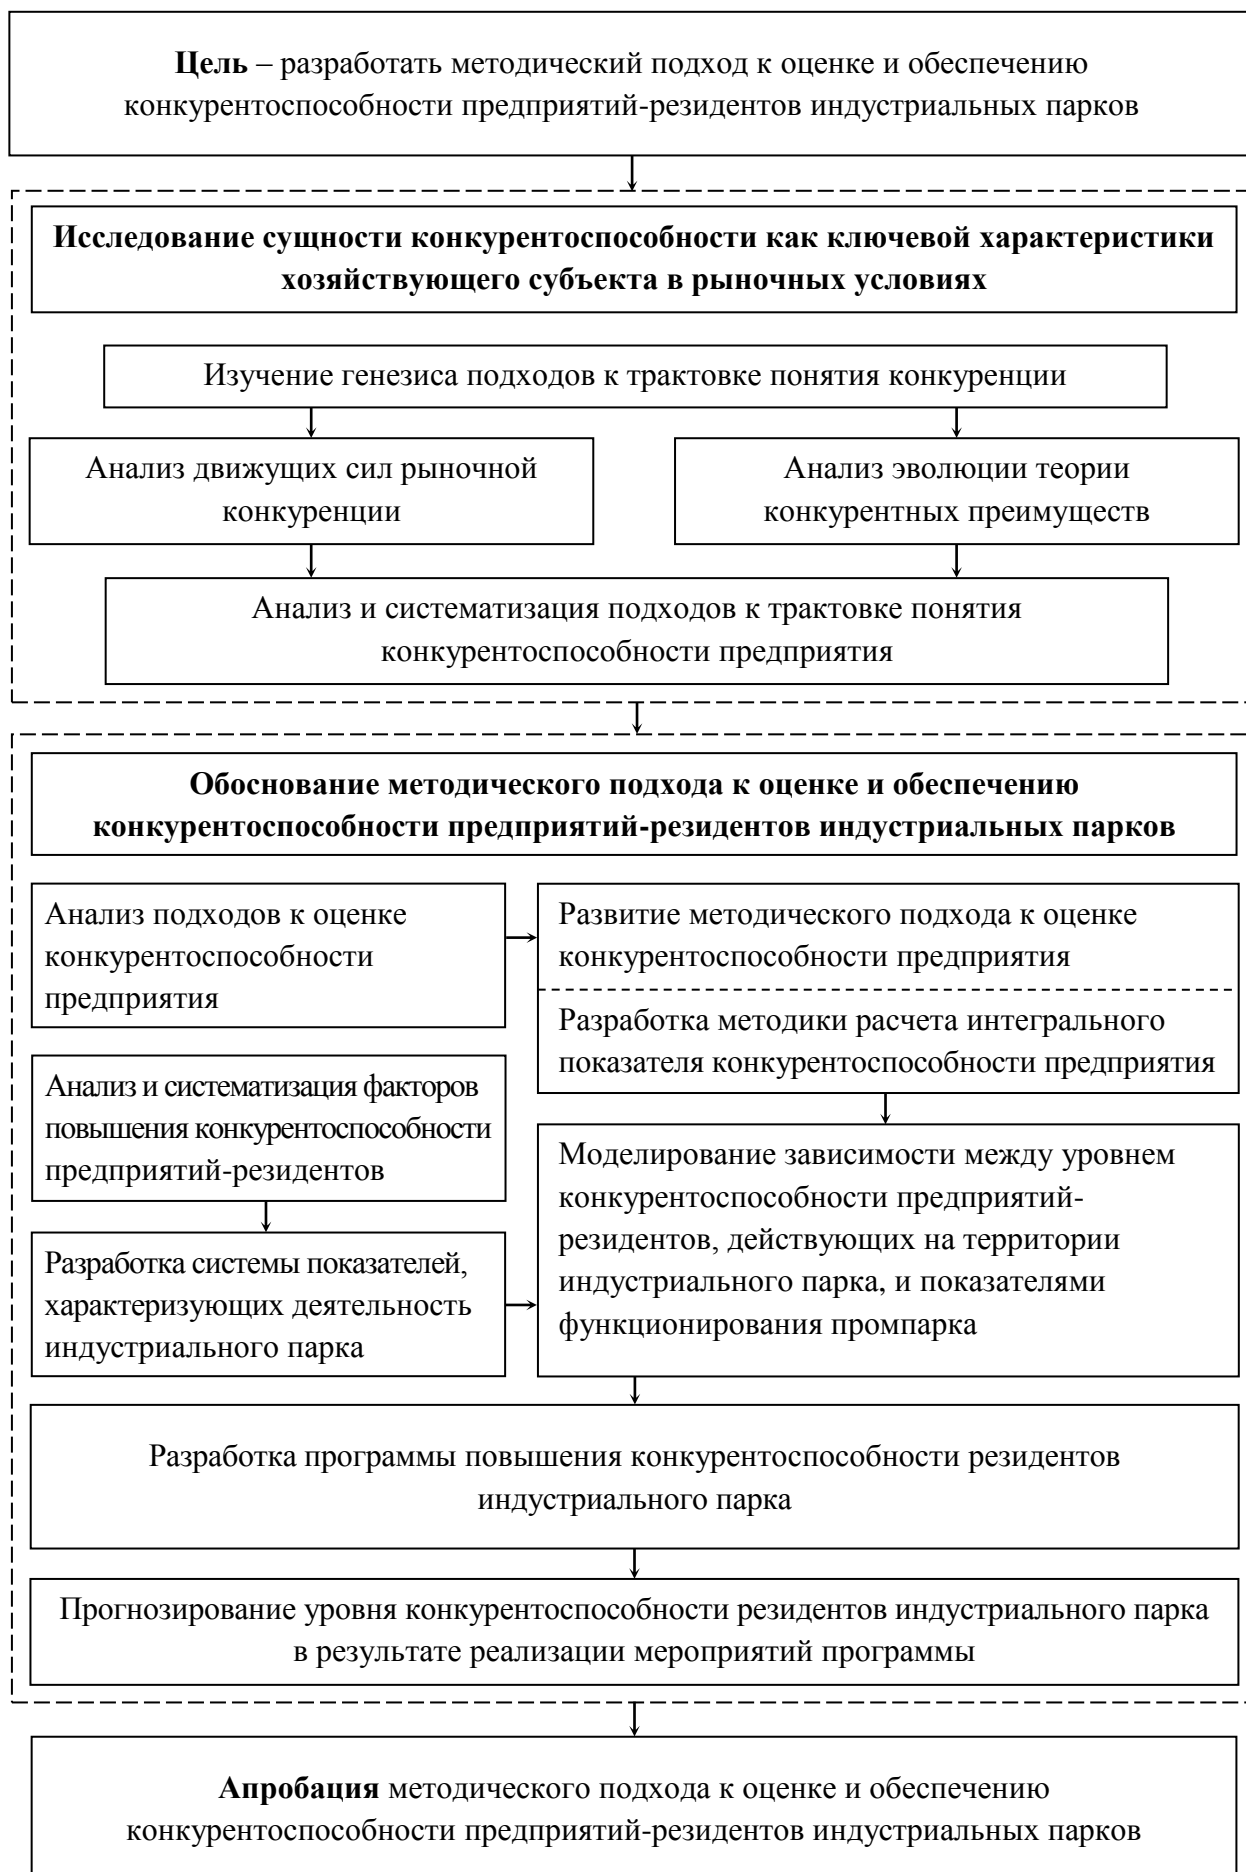 Цель – разработать методический подход к оценке и обеспечению
конкурентоспособности предприятий-резидентов индустриальных парков
Исследование сущности конкурентоспособности как ключевой характеристики
хозяйствующего субъекта в рыночных условиях
Изучение генезиса подходов к трактовке понятия конкуренции
Анализ движущих сил рыночной
конкуренции
Анализ эволюции теории
конкурентных преимуществ
Анализ и систематизация подходов к трактовке понятия
конкурентоспособности предприятия
Обоснование методического подхода к оценке и обеспечению
конкурентоспособности предприятий-резидентов индустриальных парков
Анализ подходов к оценке
конкурентоспособности
предприятия
Развитие методического подхода к оценке
конкурентоспособности предприятия
Разработка методики расчета интегрального
показателя конкурентоспособности предприятия
Анализ и систематизация факторов
повышения конкурентоспособности
предприятий-резидентов
Разработка системы показателей,
характеризующих деятельность
индустриального парка
Моделирование зависимости между уровнем
конкурентоспособности предприятий-
резидентов, действующих на территории
индустриального парка, и показателями
функционирования промпарка
Разработка программы повышения конкурентоспособности резидентов
индустриального парка
Прогнозирование уровня конкурентоспособности резидентов индустриального парка
в результате реализации мероприятий программы
Апробация методического подхода к оценке и обеспечению
конкурентоспособности предприятий-резидентов индустриальных парков